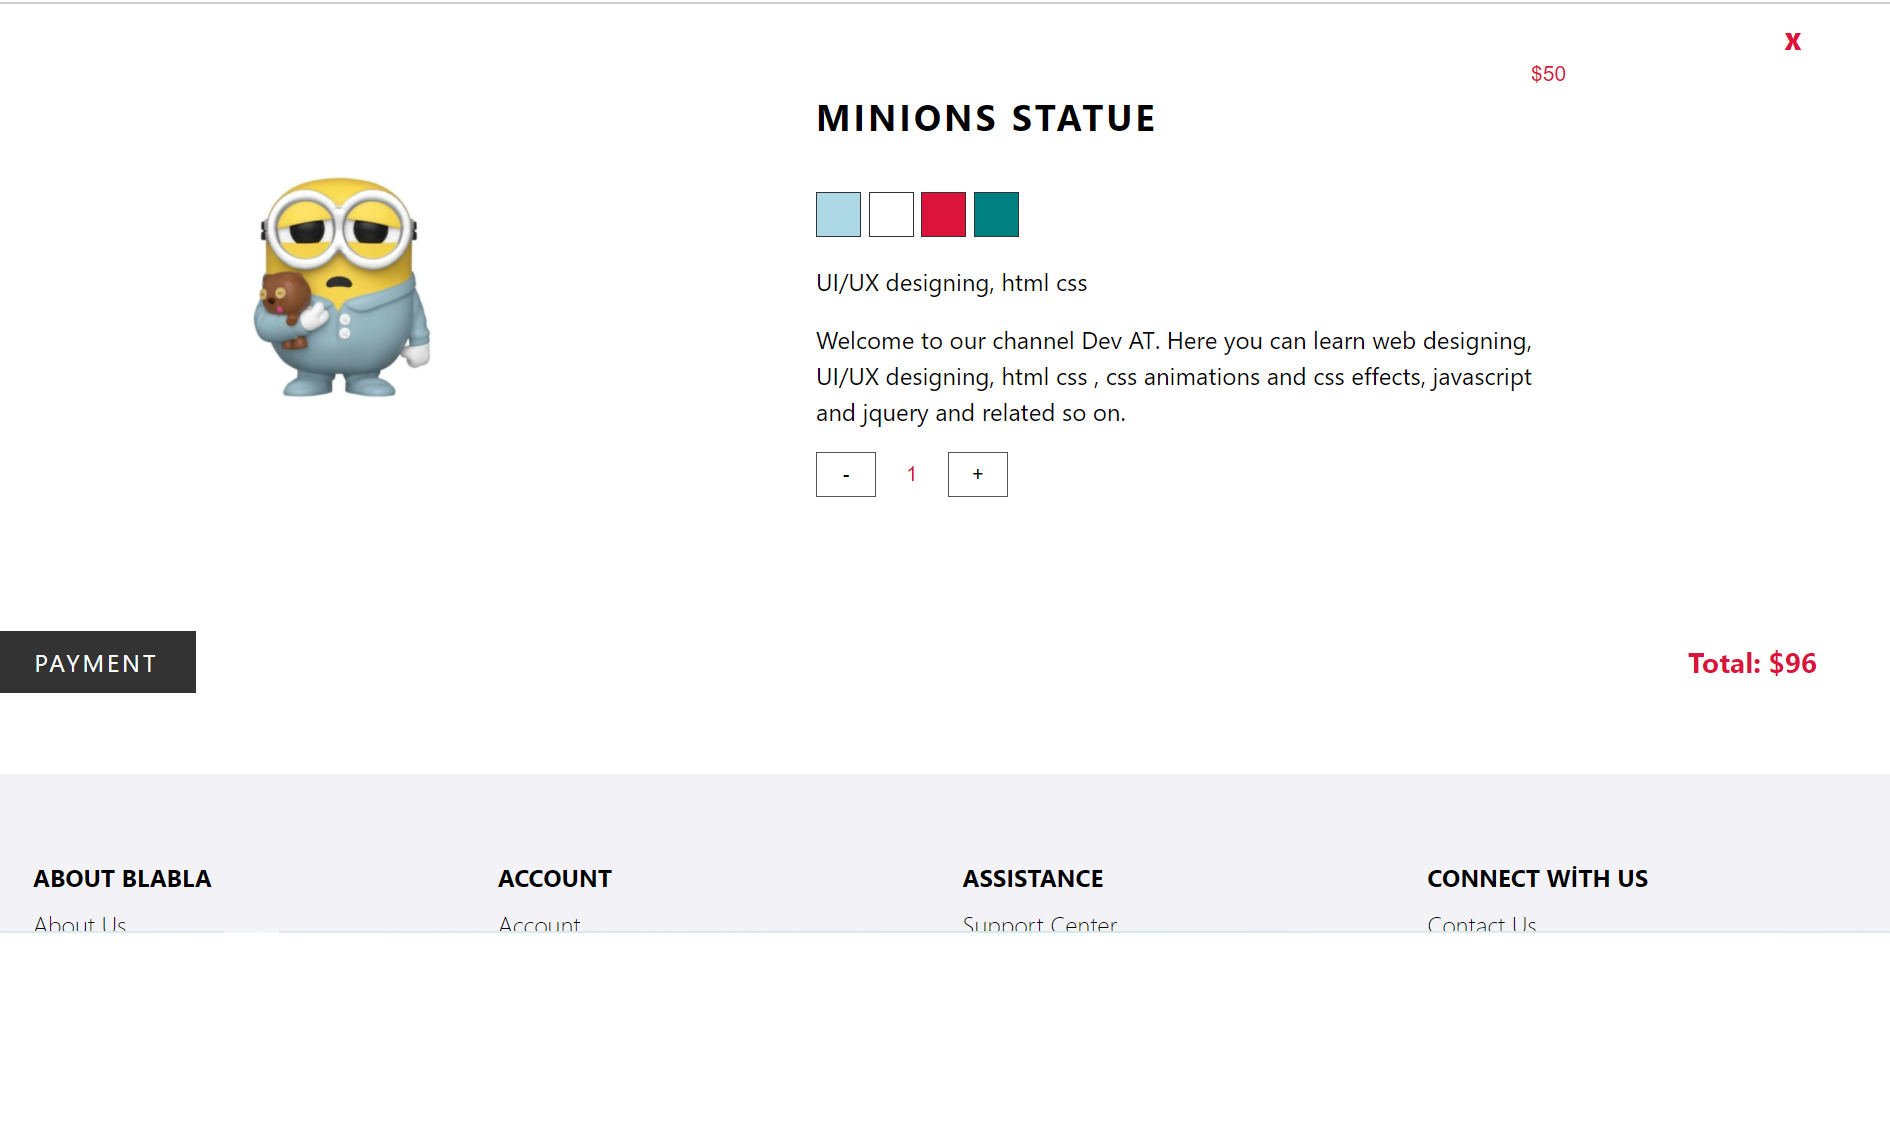 X
$50
MINIONS STATUE
UI/UX designing, html css
Welcome to our channel Dev AT. Here you can learn web designing,
UI/UX designing, html css , css animations and css effects, javascript
and jquery and related so on.
- 1 +
PAYMENT
Total: $96
ABOUT BLABLA ACCOUNT ASSISTANCE CONNECT WİTH US
About Us Account Support Center Contact Us